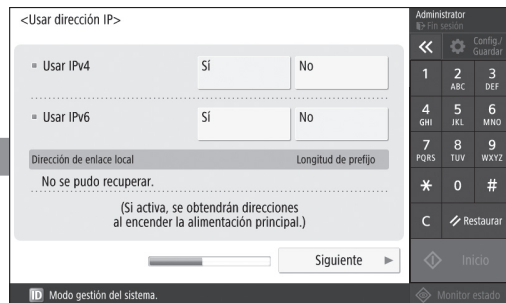 <Usar dirección IP>
Usar IPv4 Sí No
Usar IPv6 Sí No
Dirección de enlace local Longitud de prefijo
No se pudo recuperar.
(Si activa, se obtendrán direcciones
al encender la alimentación principal.)
Siguiente
ID Modo gestión del sistema.
Administrator
Fin sesión
Config./
Guardar
1 2 3
ABC DEF
4 5 6
GHI JKL MNO
7 8 9
PQRS TUV WXYZ
* 0 #
C Restaurar
Inicio
Monitor estado